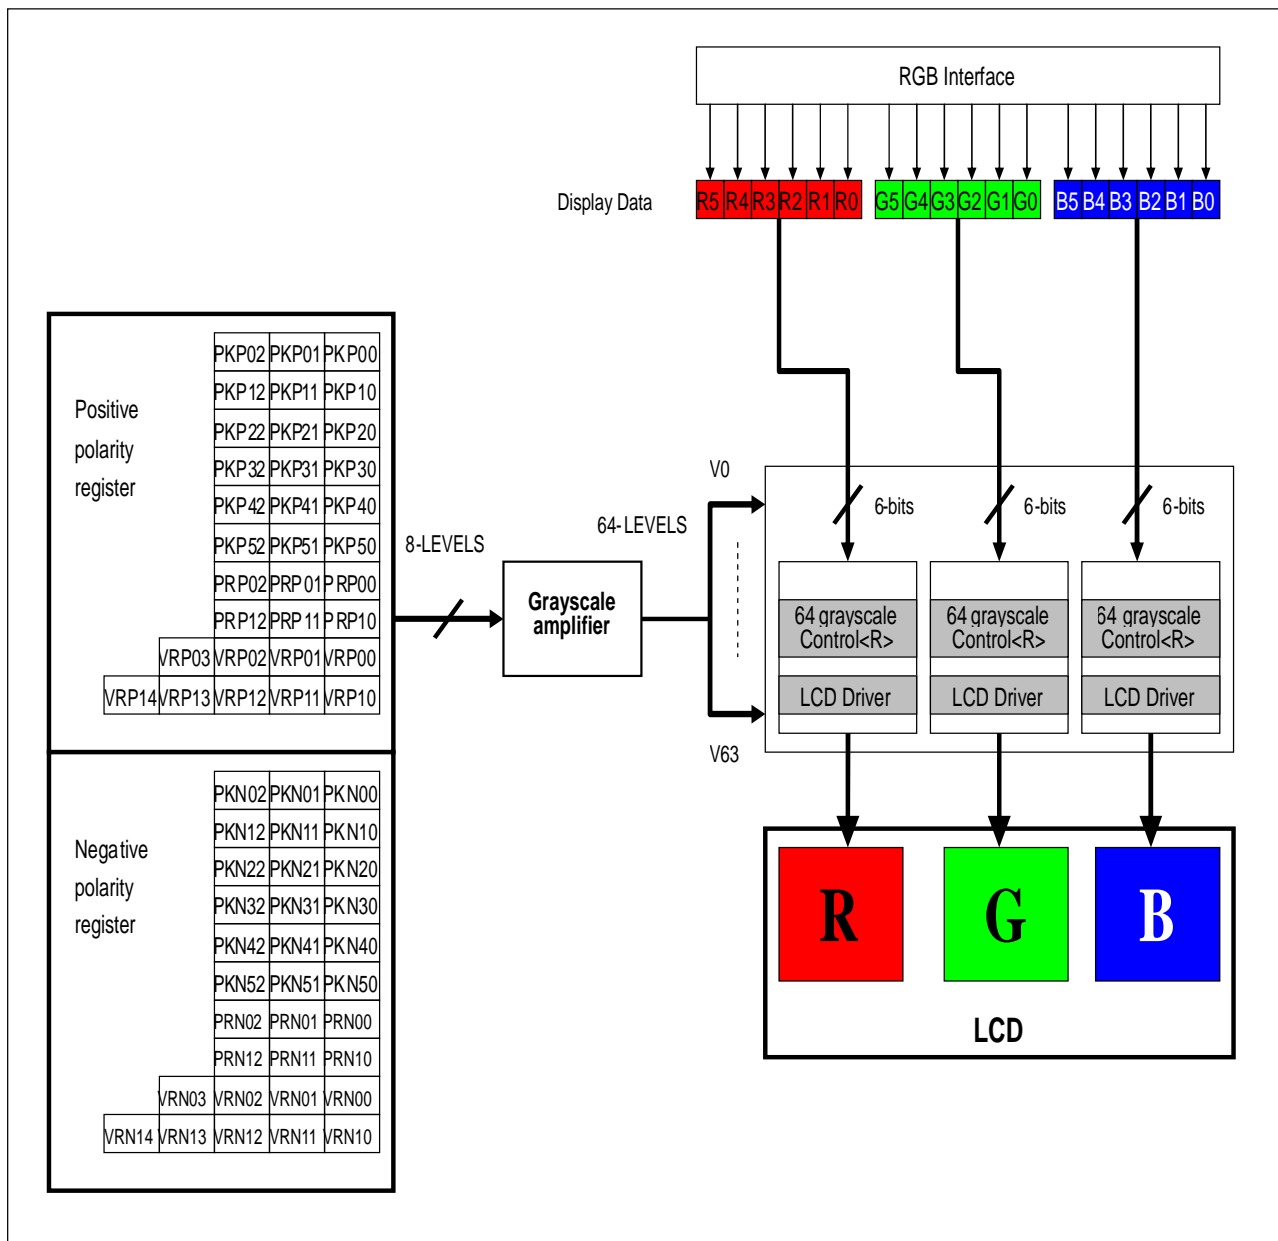 RGB Interface
Display Data
R5 R4 R3 R2 R1 R0
G5 G4 G3 G2 G1 G0
B5 B4 B3 B2 B1 B0
Positive
polarity
register
PKP02 PKP01 PKP00
PKP12 PKP11 PKP10
PKP22 PKP21 PKP20
PKP32 PKP31 PKP30
PKP42 PKP41 PKP40
PKP52 PKP51 PKP50
PRP02 PRP01 PRP00
PRP12 PRP11 PRP10
VRP03 VRP02 VRP01 VRP00
VRP14 VRP13 VRP12 VRP11 VRP10
8-LEVELS
Grayscale
amplifier
64-LEVELS
V0
V63
6-bits
6-bits
6-bits
64 grayscale
Control<R>
LCD Driver
64 grayscale
Control<R>
LCD Driver
64 grayscale
Control<R>
LCD Driver
Negative
polarity
register
PKN02 PKN01 PKN00
PKN12 PKN11 PKN10
PKN22 PKN21 PKN20
PKN32 PKN31 PKN30
PKN42 PKN41 PKN40
PKN52 PKN51 PKN50
PRN02 PRN01 PRN00
PRN12 PRN11 PRN10
VRN03 VRN02 VRN01 VRN00
VRN14 VRN13 VRN12 VRN11 VRN10
R G B
LCD